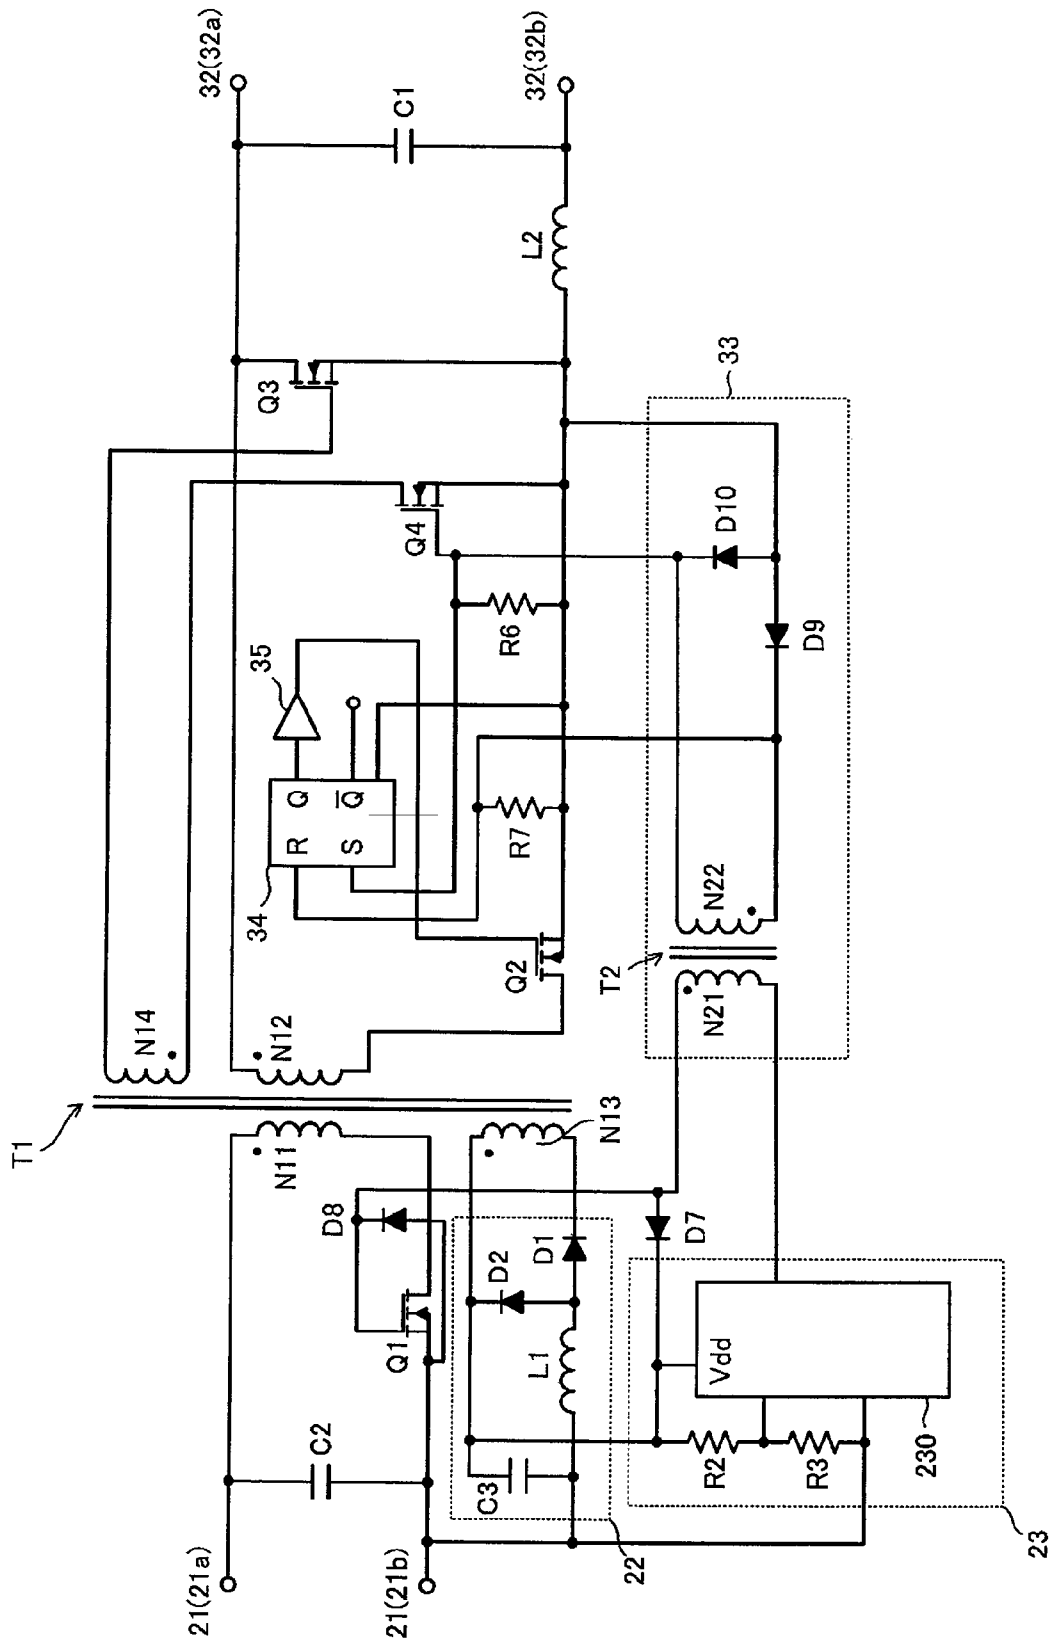 T1
21(21a)
21(21b)
C2
N11
N12
N14
N13
D8
Q1
C3
L1
D2
D1
22
D7
Vdd
R2
R3
230
23
T2
N21
N22
34
R
Q
S
Q̅
35
Q2
R7
R6
Q4
Q3
D9
D10
33
L2
C1
32(32a)
32(32b)